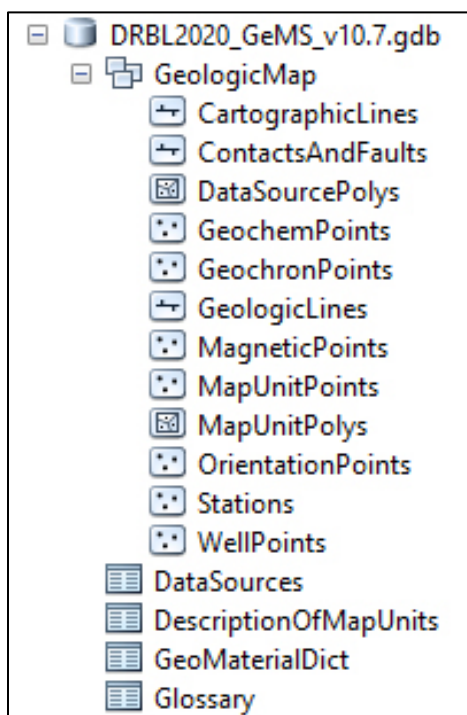 DRBL2020_GeMS_v10.7.gdb
GeologicMap
CartographicLines
ContactsAndFaults
DataSourcePolys
GeochemPoints
GeochronPoints
GeologicLines
MagneticPoints
MapUnitPoints
MapUnitPolys
OrientationPoints
Stations
WellPoints
DataSources
DescriptionOfMapUnits
GeoMaterialDict
Glossary